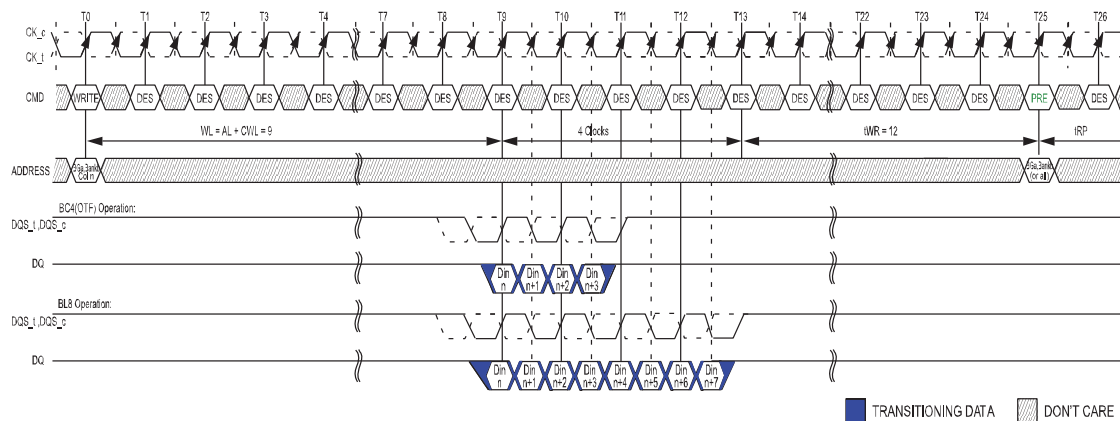 T0 T1 T2 T3 T4 T7 T8 T9 T10 T11 T12 T13 T14 T22 T23 T24 T25 T26
CK_c
CK_t
CMD WRITE DES DES DES DES DES DES DES DES DES DES DES DES DES DES DES PRE DES
WL = AL + CWL = 9 4 Clocks tWR = 12 tRP
ADDRESS
Col n (or all)
BC4(OTF) Operation:
DQS_t ,DQS_c
DQ Din n Din n+1 Din n+2 Din n+3
BL8 Operation:
DQS_t ,DQS_c
DQ Din n Din n+1 Din n+2 Din n+3 Din n+4 Din n+5 Din n+6 Din n+7
TRANSITIONING DATA DON'T CARE